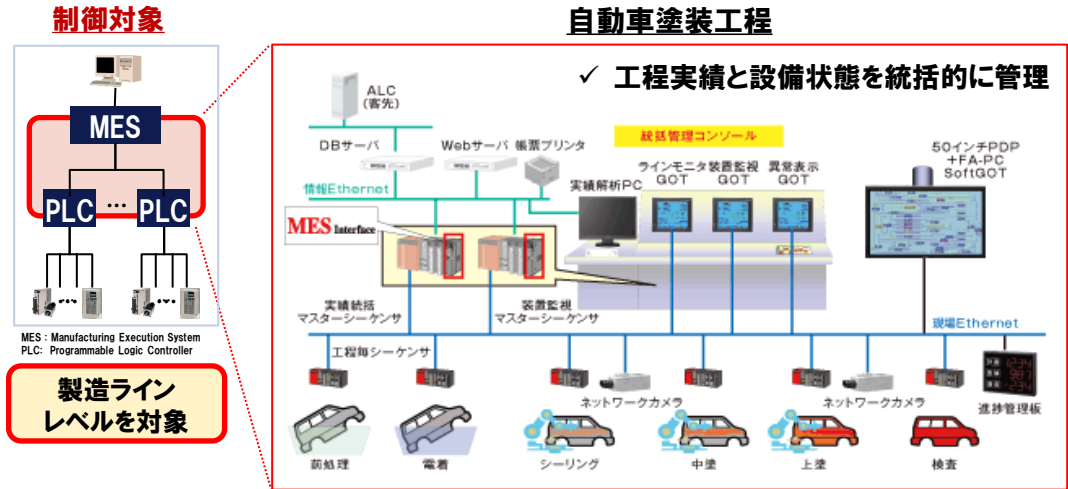 制御対象
MES
PLC
…
PLC
MES : Manufacturing Execution System
PLC: Programmable Logic Controller
製造ライン
レベルを対象
自動車塗装工程
✓ 工程実績と設備状態を統括的に管理
ALC
(客先)
DBサーバ
Webサーバ
帳票プリンタ
情報Ethernet
MES Interface
実績解析PC
統括管理コンソール
ラインモニタ
GOT
装置監視
GOT
異常表示
GOT
50インチPDP
+FA-PC
SoftGOT
実績統括
マスターシーケンサ
装置監視
マスターシーケンサ
現場Ethernet
工程毎シーケンサ
ネットワークカメラ
ネットワークカメラ
進捗管理板
前処理
電着
シーリング
中塗
上塗
検査